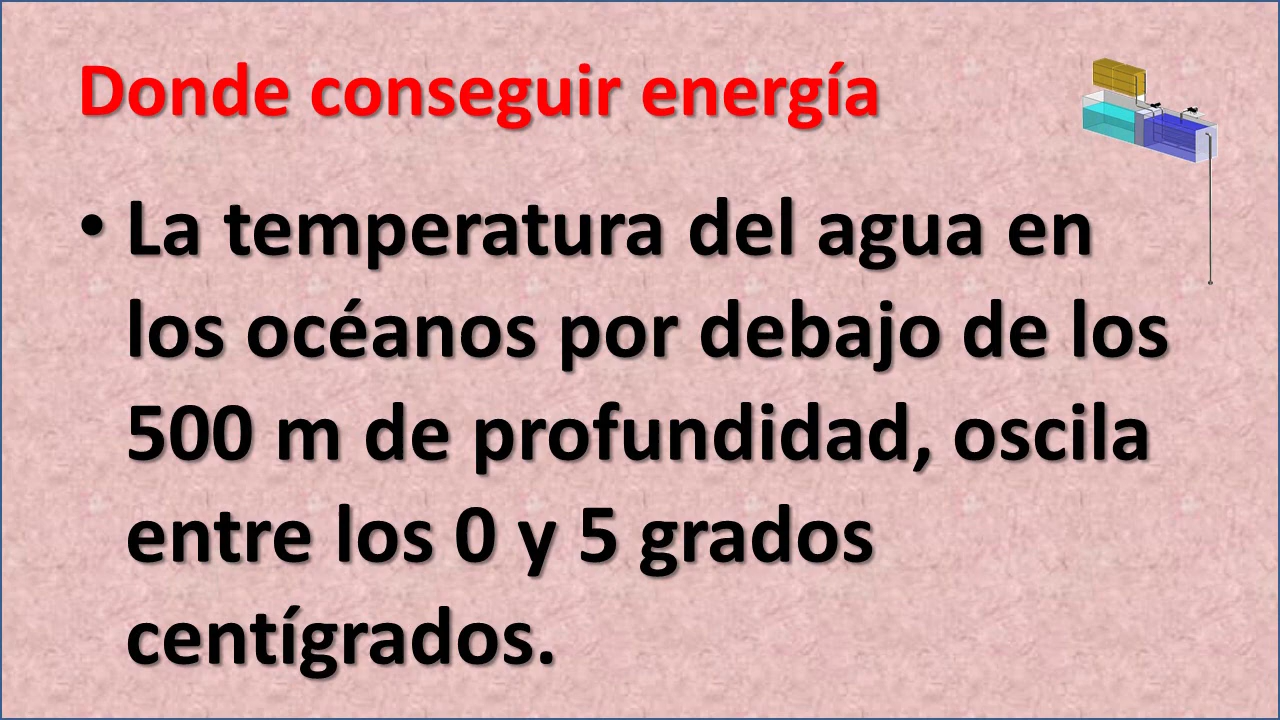 Donde conseguir energía
• La temperatura del agua en
los océanos por debajo de los
500 m de profundidad, oscila
entre los 0 y 5 grados
centígrados.